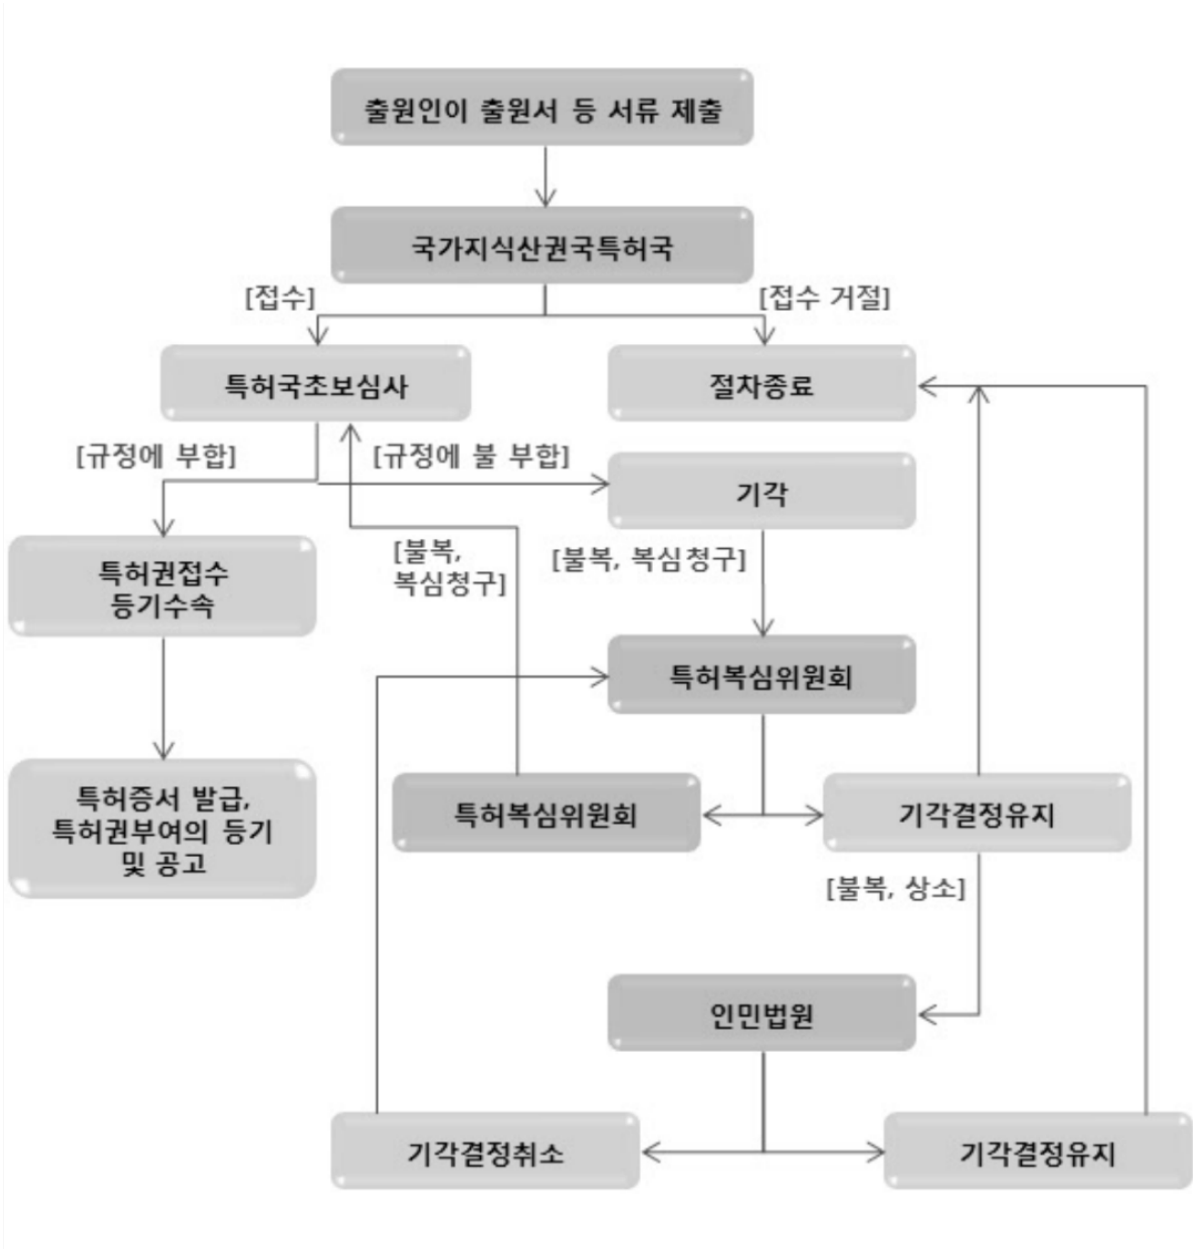 출원인이 출원서 등 서류 제출
국가지식산권국특허국
[접수]
[접수 거절]
특허국초보심사
절차종료
[규정에 부합]
[규정에 불 부합]
기각
특허권접수
등기수속
[불복,
복심청구]
[불복, 복심청구]
특허복심위원회
특허증서 발급,
특허권부여의 등기
및 공고
특허복심위원회
기각결정유지
[불복, 상소]
인민법원
기각결정취소
기각결정유지